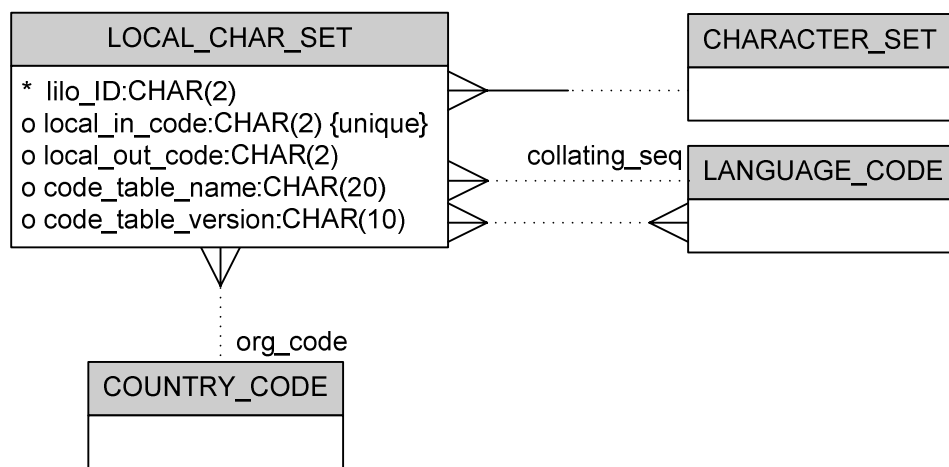 LOCAL_CHAR_SET
* lilo_ID:CHAR(2)
o local_in_code:CHAR(2) {unique}
o local_out_code:CHAR(2)
o code_table_name:CHAR(20)
o code_table_version:CHAR(10)
CHARACTER_SET
collating_seq
LANGUAGE_CODE
org_code
COUNTRY_CODE